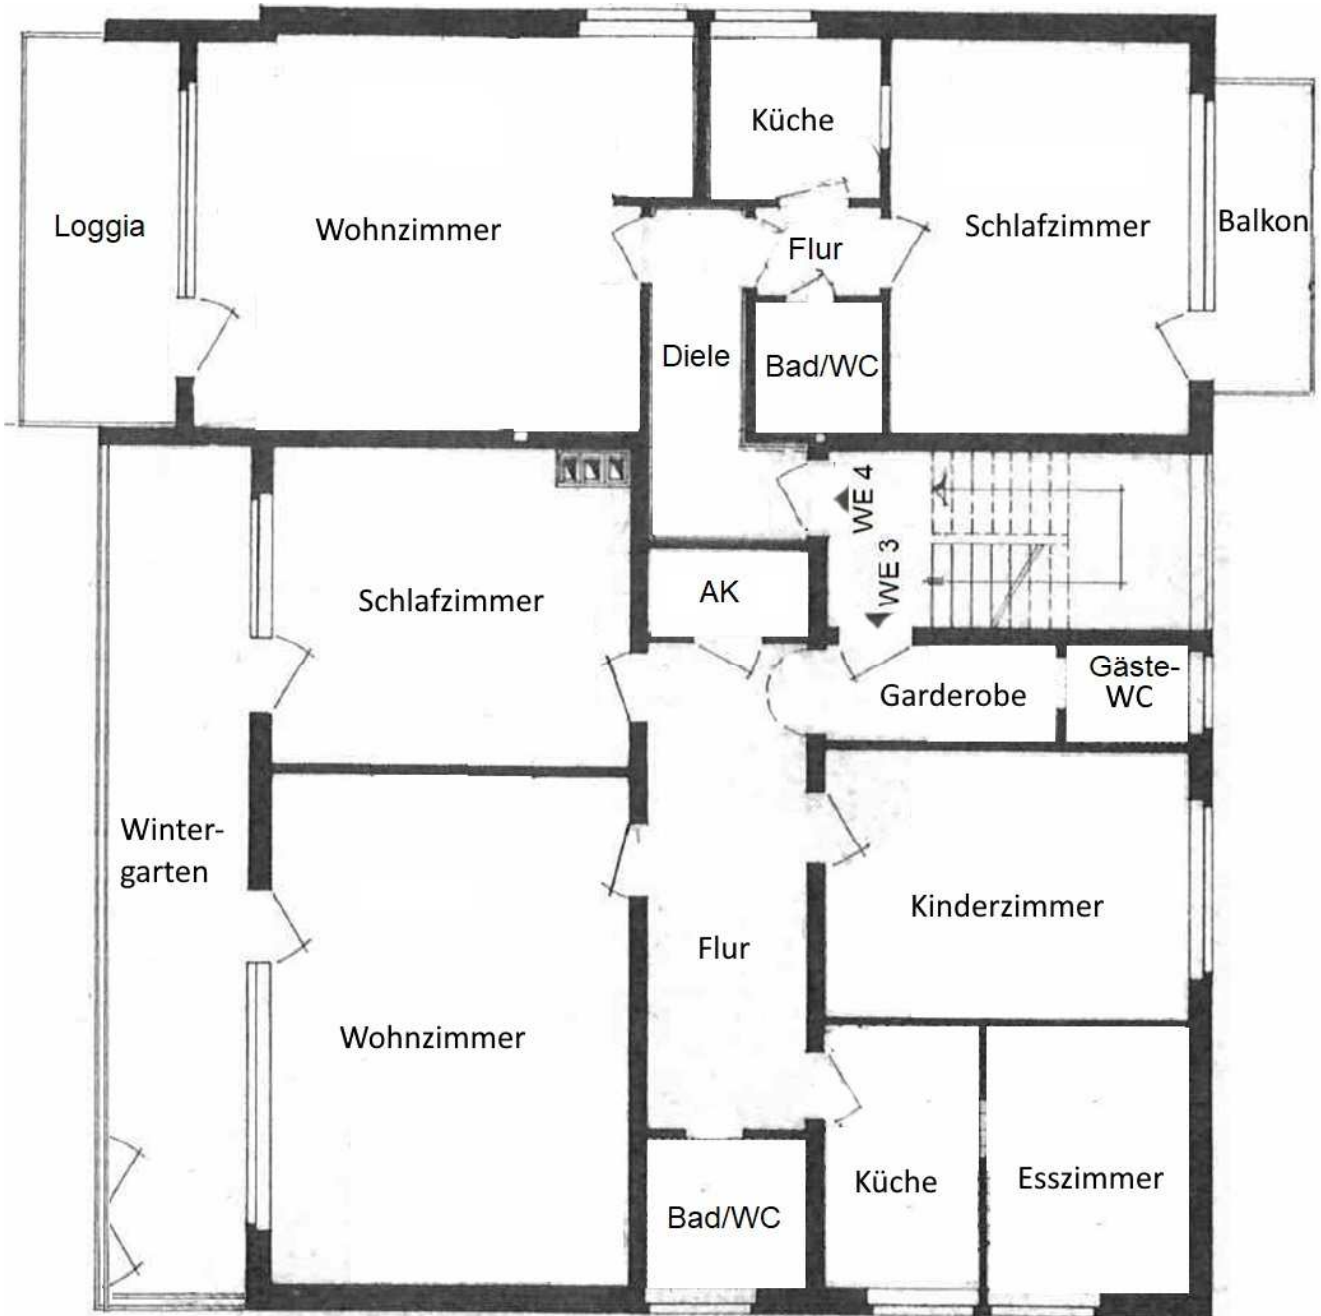 Küche
Loggia
Wohnzimmer
Flur
Schlafzimmer
Balkon
Diele
Bad/WC
WE 4
WE 3
Schlafzimmer
AK
Garderobe
Gäste-
WC
Winter-
garten
Kinderzimmer
Flur
Wohnzimmer
Bad/WC
Küche
Esszimmer